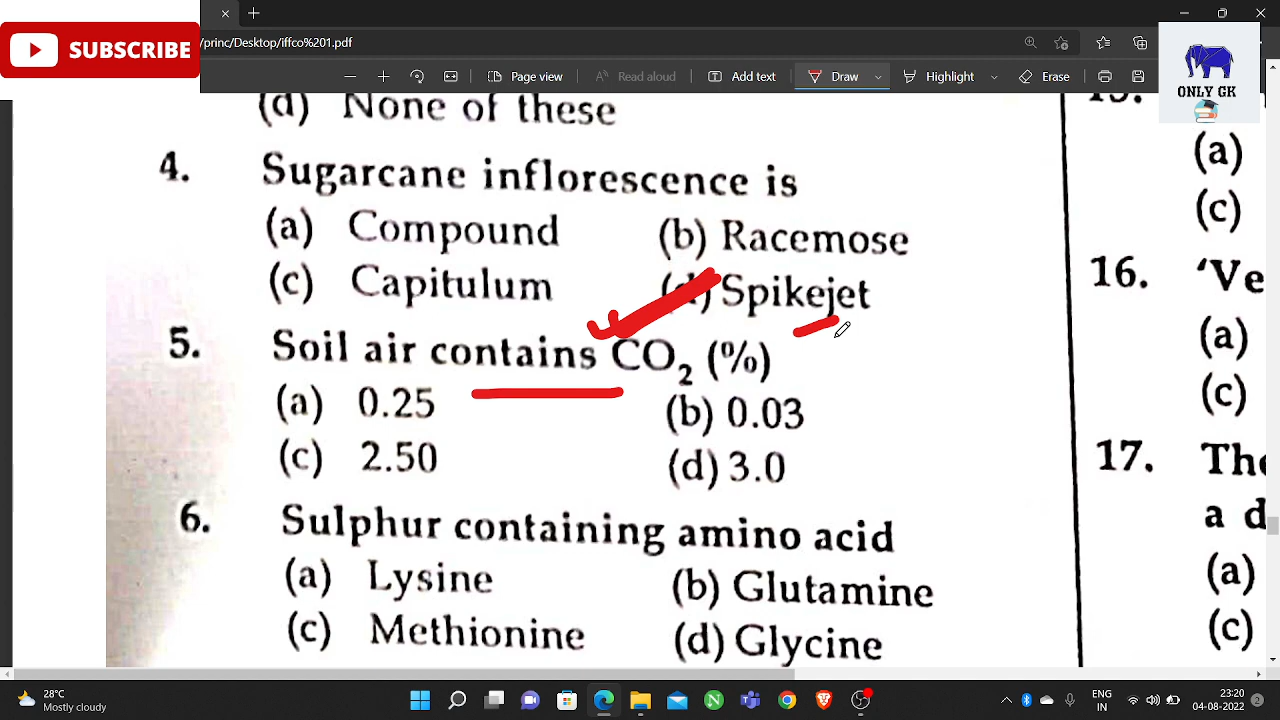 SUBSCRIBE
/princ/Desktop/iffco%201.pdf
Page view
Read aloud
Add text
Draw
Highlight
Erase
ONLY GK
(d) None of these
4. Sugarcane inflorescence is
(a) Compound (b) Racemose
(c) Capitulum (d) Spikejet
5. Soil air contains CO₂ (%)
(a) 0.25 (b) 0.03
(c) 2.50 (d) 3.0
6. Sulphur containing amino acid
(a) Lysine (b) Glutamine
(c) Methionine (d) Glycine
15.
(a)
(c)
16. ‘Ve
(a)
(c)
17. The
a d
(a)
(c)
28°C
Mostly cloudy
ENG
IN
23:20
04-08-2022